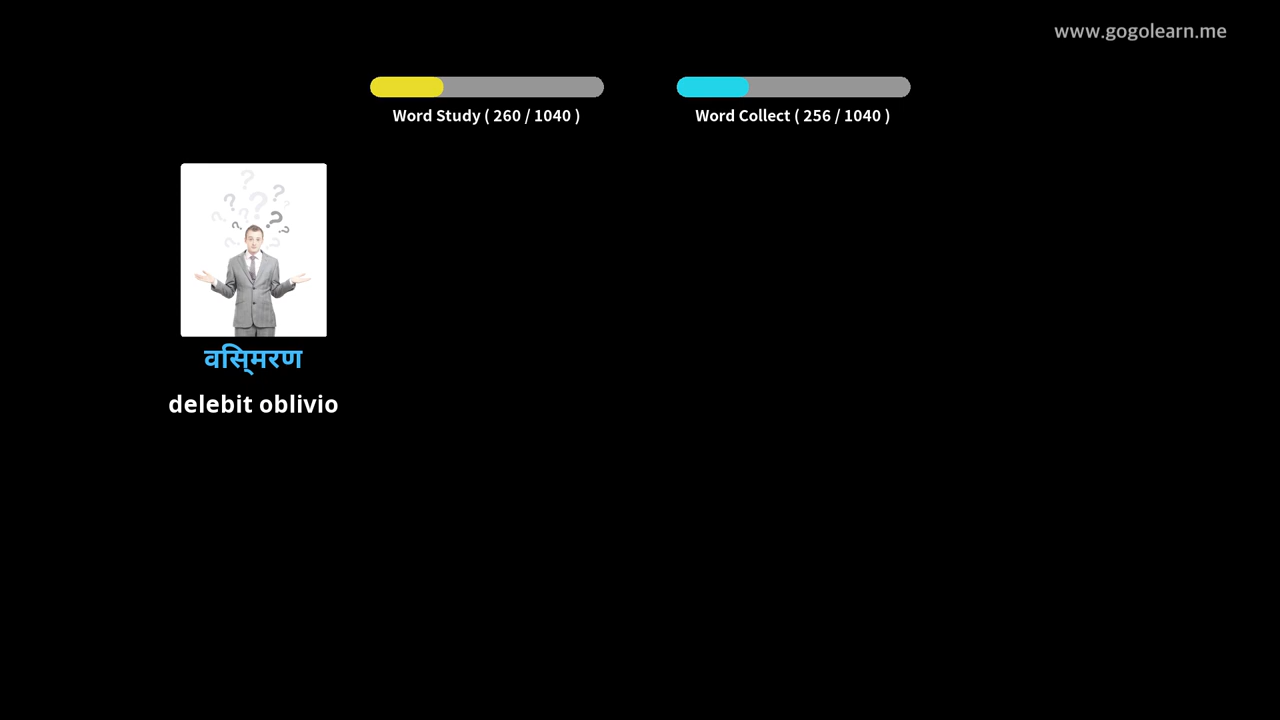 www.gogolearn.me
Word Study ( 260 / 1040 )
Word Collect ( 256 / 1040 )
विस्मरण
delebit oblivio